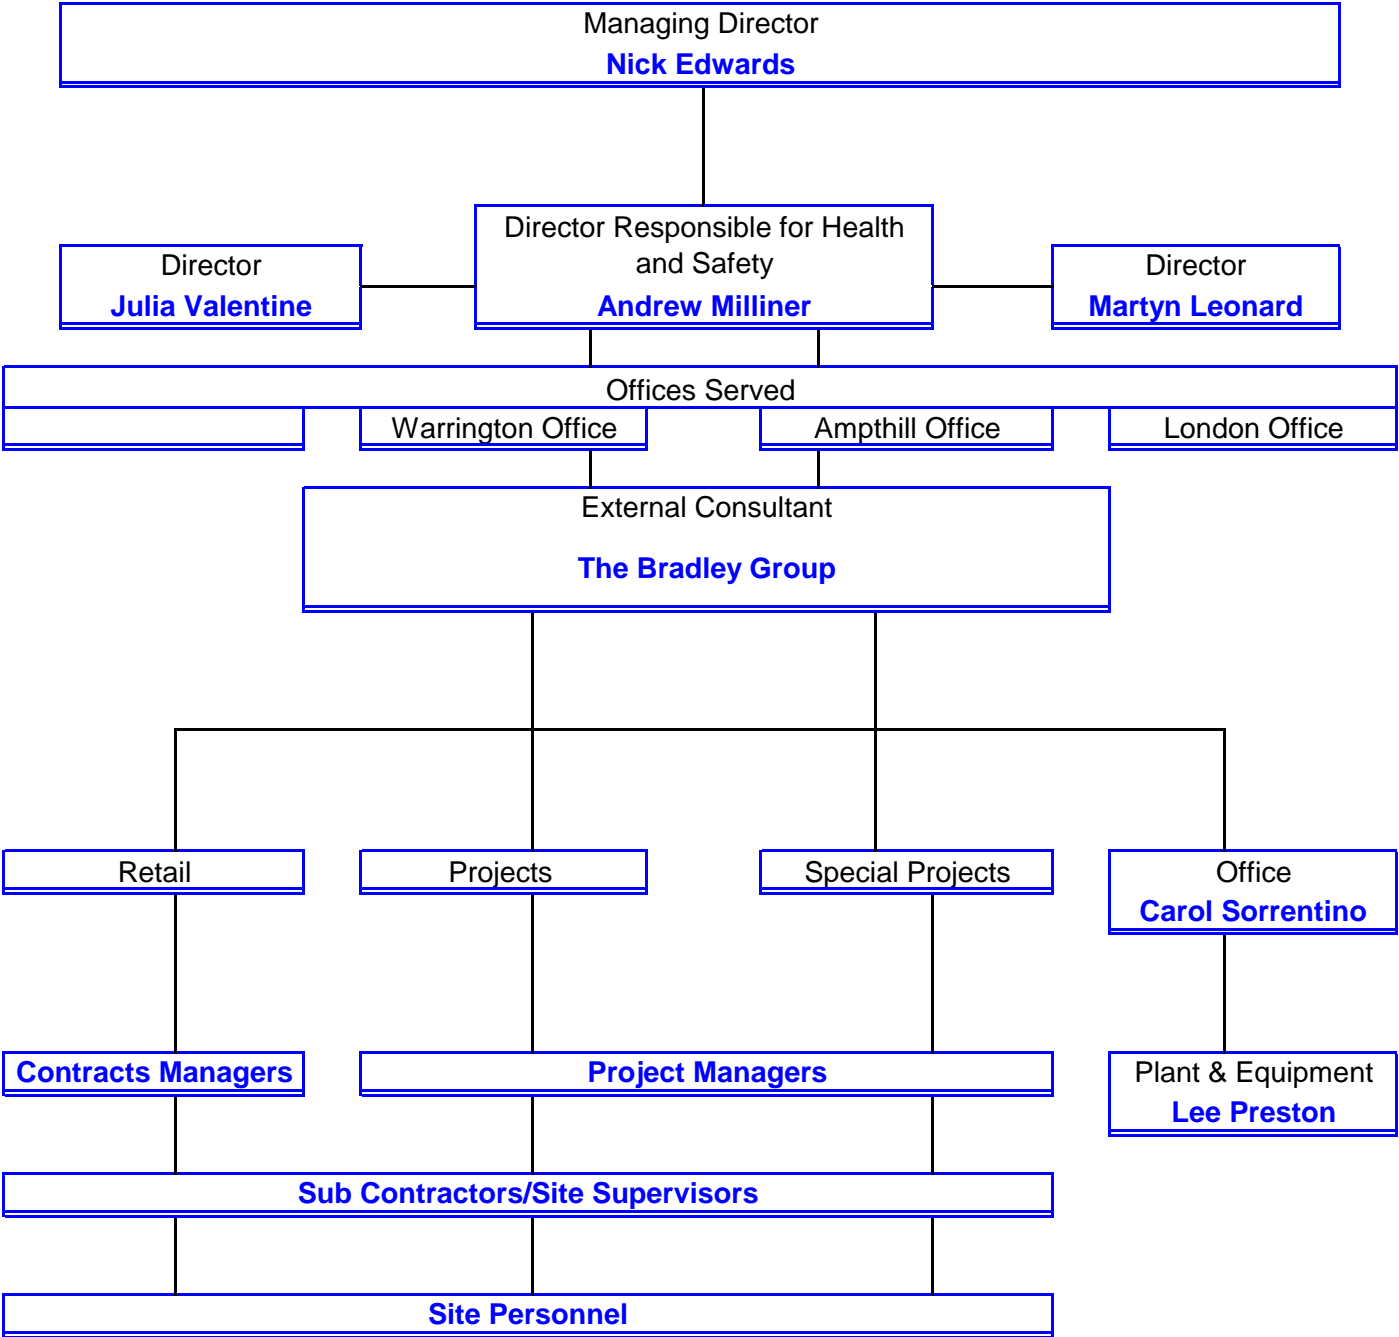 Managing Director
Nick Edwards
Director Responsible for Health
and Safety
Andrew Milliner
Director
Julia Valentine
Director
Martyn Leonard
Offices Served
Warrington Office
Ampthill Office
London Office
External Consultant
The Bradley Group
Retail
Projects
Special Projects
Office
Carol Sorrentino
Contracts Managers
Project Managers
Plant & Equipment
Lee Preston
Sub Contractors/Site Supervisors
Site Personnel